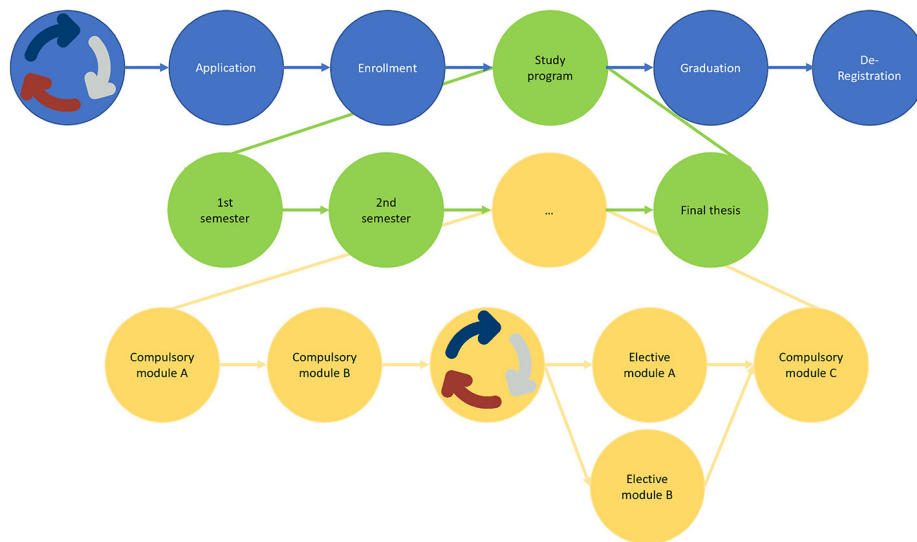 Application
Enrollment
Study
program
Graduation
De-
Registration
1st
semester
2nd
semester
...
Final thesis
Compulsory
module A
Compulsory
module B
Elective
module A
Compulsory
module C
Elective
module B